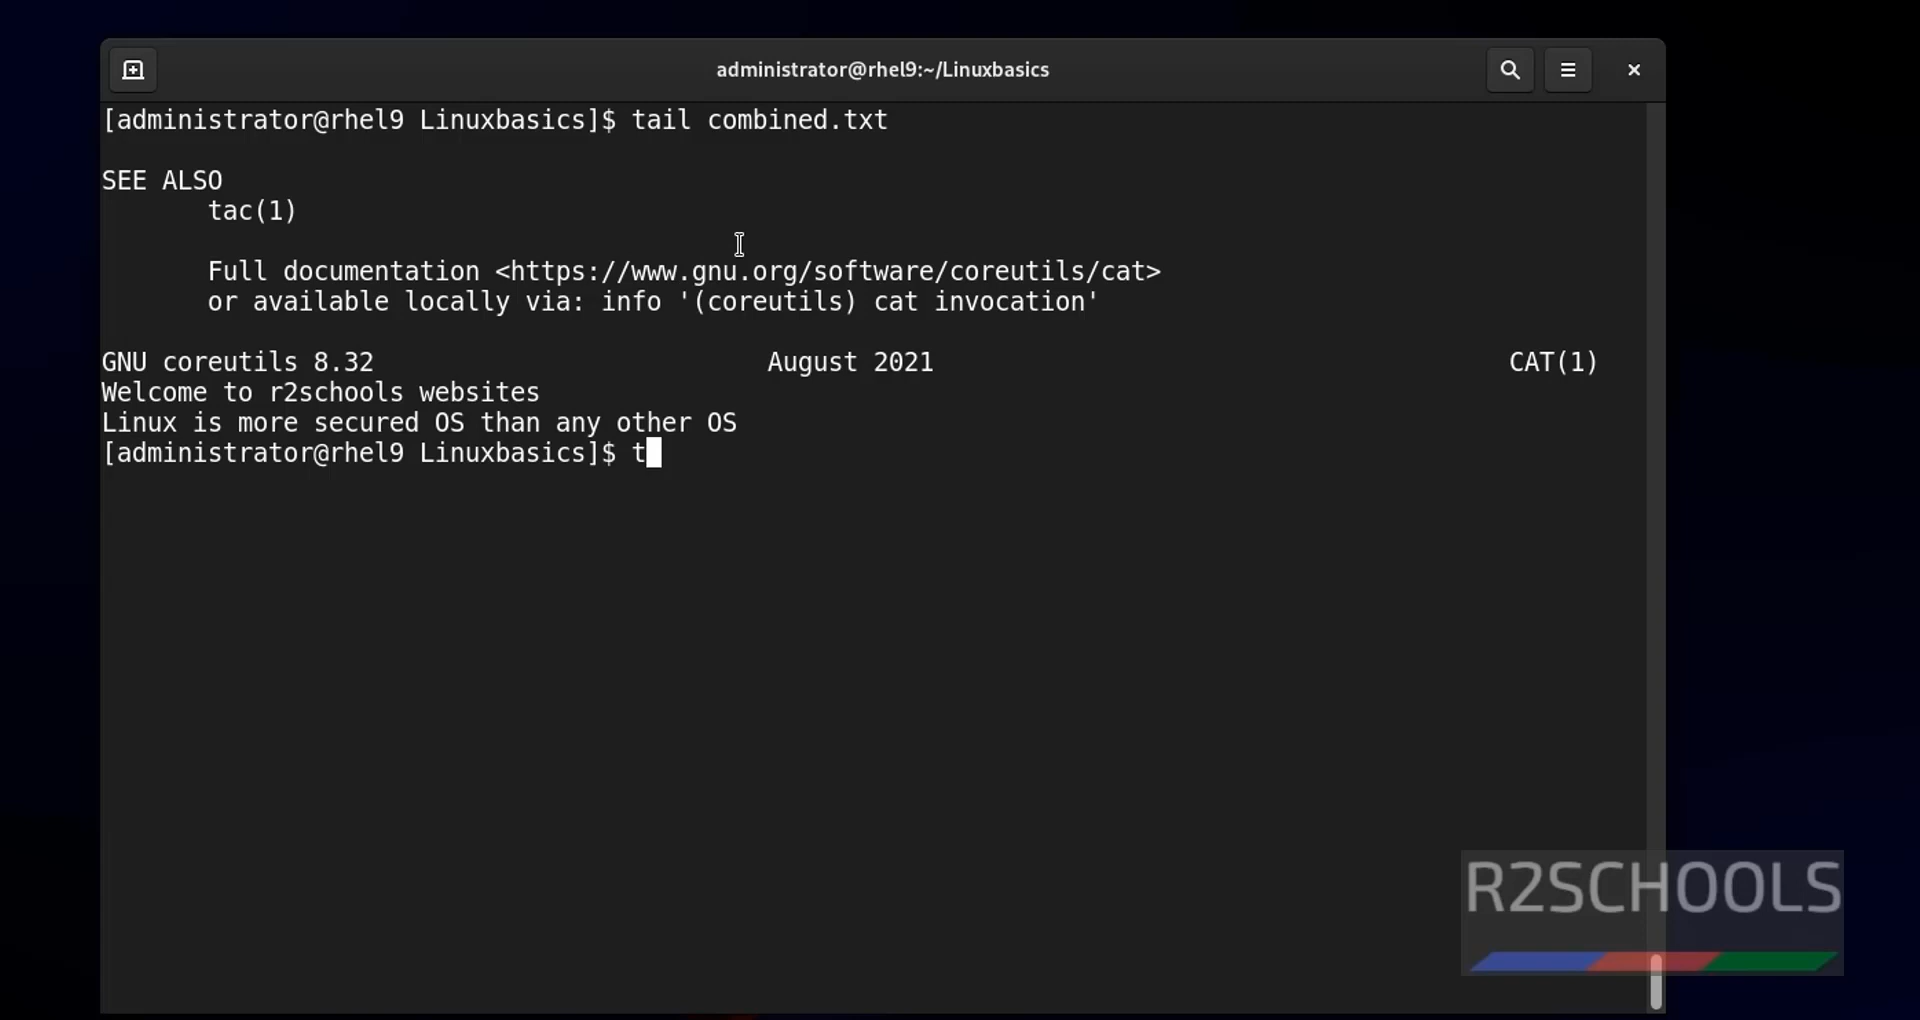 administrator@rhel9:~/Linuxbasics
[administrator@rhel9 Linuxbasics]$ tail combined.txt
SEE ALSO
tac(1)
Full documentation <https://www.gnu.org/software/coreutils/cat>
or available locally via: info '(coreutils) cat invocation'
GNU coreutils 8.32 August 2021 CAT(1)
Welcome to r2schools websites
Linux is more secured OS than any other OS
[administrator@rhel9 Linuxbasics]$ t
R2SCHOOLS